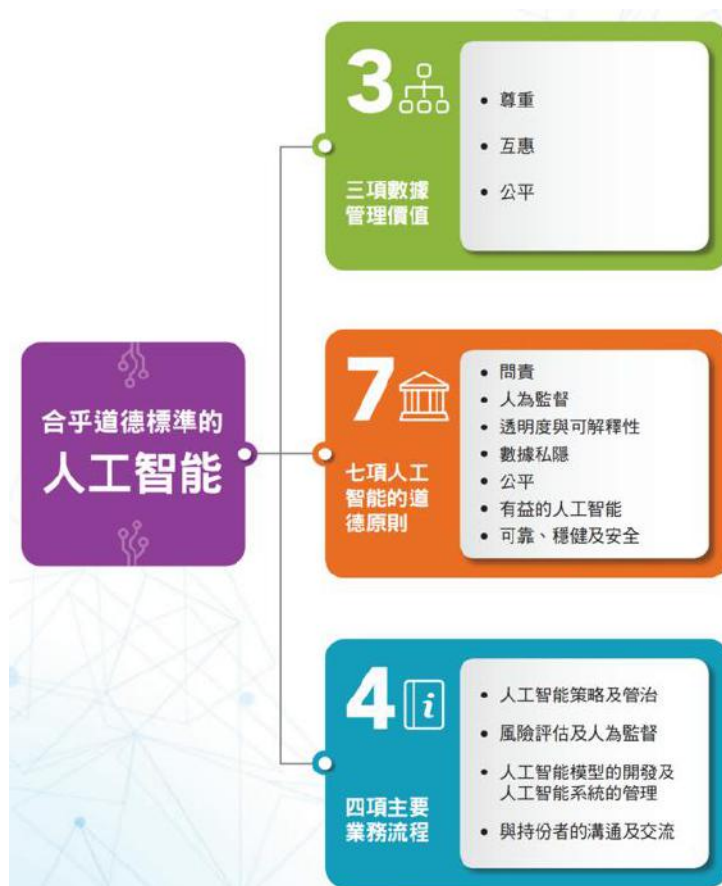 合乎道德標準的
人工智能
3
三項數據
管理價值
• 尊重
• 互惠
• 公平
7
七項人工
智能的道
德原則
• 問責
• 人為監督
• 透明度與可解釋性
• 數據私隱
• 公平
• 有益的人工智能
• 可靠、穩健及安全
4
i
四項主要
業務流程
• 人工智能策略及管治
• 風險評估及人為監督
• 人工智能模型的開發及
人工智能系統的管理
• 與持份者的溝通及交流